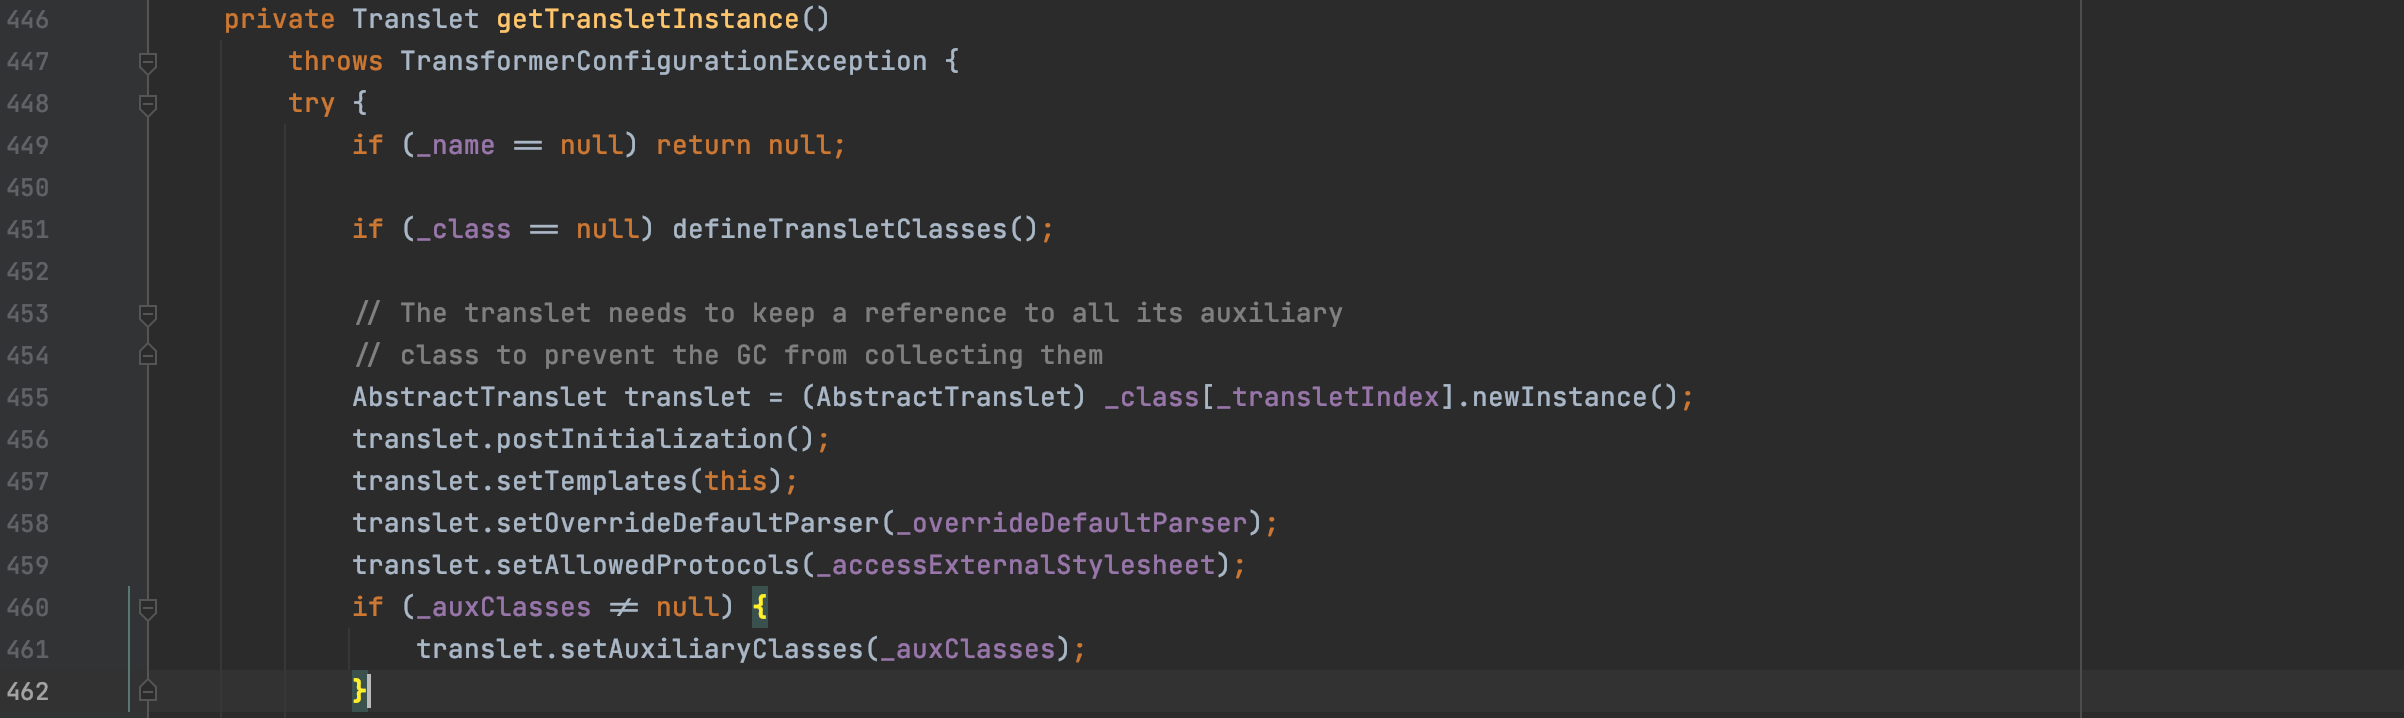 446 private Translet getTransletInstance()
447 throws TransformerConfigurationException {
448 try {
449 if (_name == null) return null;
450
451 if (_class == null) defineTransletClasses();
452
453 // The translet needs to keep a reference to all its auxiliary
454 // class to prevent the GC from collecting them
455 AbstractTranslet translet = (AbstractTranslet) _class[_transletIndex].newInstance();
456 translet.postInitialization();
457 translet.setTemplates(this);
458 translet.setOverrideDefaultParser(_overrideDefaultParser);
459 translet.setAllowedProtocols(_accessExternalStylesheet);
460 if (_auxClasses != null) {
461 translet.setAuxiliaryClasses(_auxClasses);
462 }